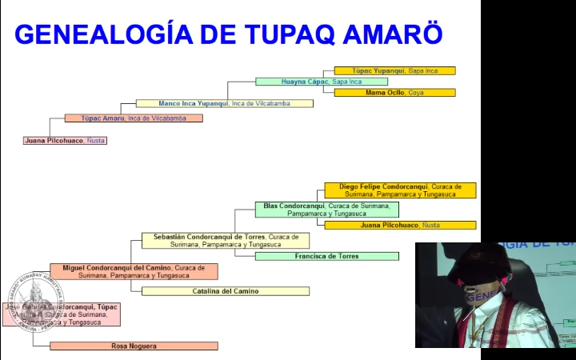 GENEALOGÍA DE TUPAQ AMARÖ
Túpac Yupanqui, Sapa Inca
Huayna Cápac, Sapa Inca
Mama Ocllo, Coya
Manco Inca Yupanqui, Inca de Vilcabamba
Túpac Amaru, Inca de Vilcabamba
Juana Pilcohuaco, Ñusta
Diego Felipe Condorcanqui, Curaca de
Surimana, Pampamarca y Tungasuca
Blas Condorcanqui, Curaca de Surimana,
Pampamarca y Tungasuca
Juana Pilcohuaco, Ñusta
Sebastián Condorcanqui de Torres, Curaca de
Surimana, Pampamarca y Tungasuca
Francisca de Torres
Miguel Condorcanqui del Camino, Curaca de
Surimana, Pampamarca y Tungasuca
Catalina del Camino
José Gabriel Condorcanqui, Túpac
Curaca de Surimana,
Pampamarca y Tungasuca
Rosa Noguera
GENE